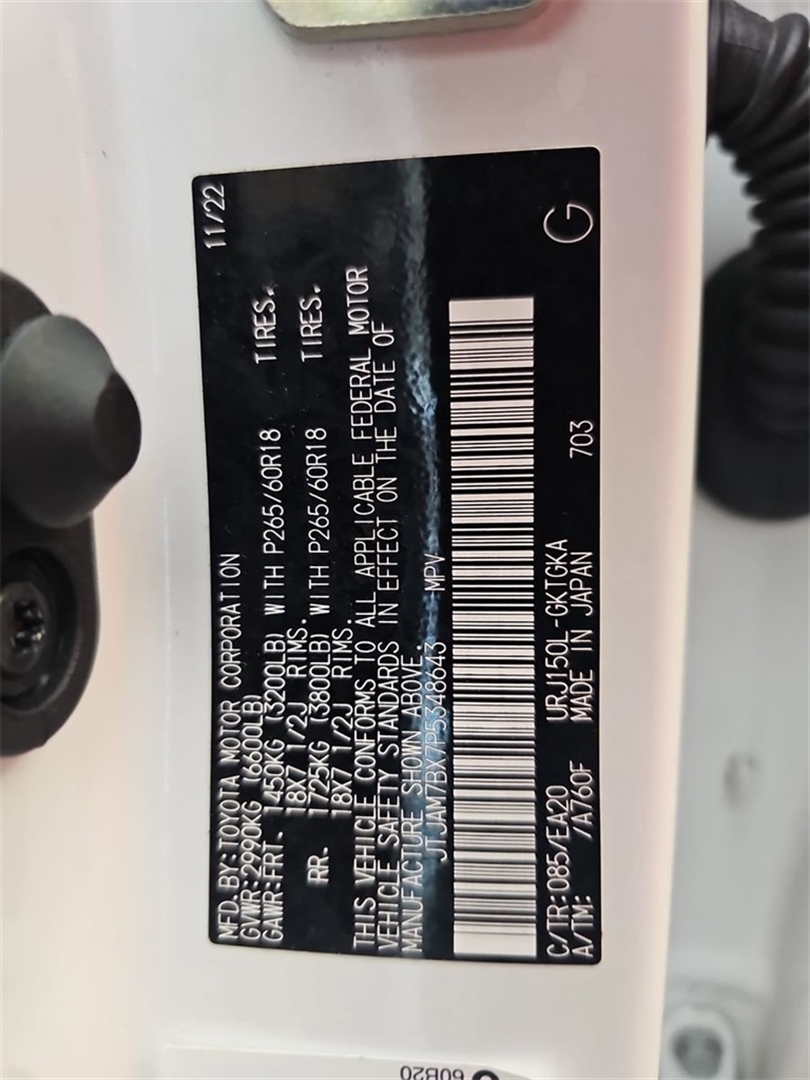 MFD. BY: TOYOTA MOTOR CORPORATION 11/22
GVWR: 2990KG (6600LB)
GAWR: FRT. 1450KG (3200LB) WITH P265/60R18 TIRES.
18X7 1/2J RIMS.
RR. 1725KG (3800LB) WITH P265/60R18 TIRES.
18X7 1/2J RIMS.
THIS VEHICLE CONFORMS TO ALL APPLICABLE FEDERAL MOTOR
VEHICLE SAFETY STANDARDS IN EFFECT ON THE DATE OF
MANUFACTURE SHOWN ABOVE.
JTJAM7BX7P5348643 MPV
C/TR: 085/EA20 URJ150L-GKTGKA 703 G
A/TM: /A760F MADE IN JAPAN
60B20